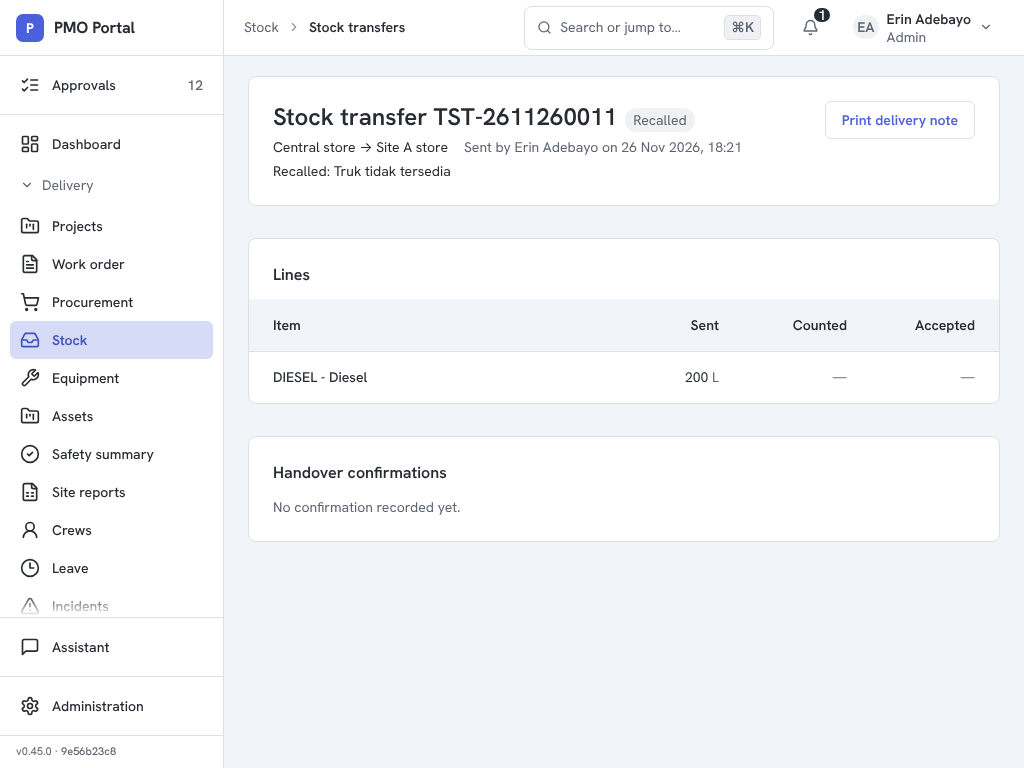 P PMO Portal
Stock > Stock transfers
Search or jump to...
⌘K
1
EA
Erin Adebayo
Admin
Approvals 12
Dashboard
Delivery
Projects
Work order
Procurement
Stock
Equipment
Assets
Safety summary
Site reports
Crews
Leave
Incidents
Assistant
Administration
v0.45.0 · 9e56b23c8
Stock transfer TST-2611260011 Recalled
Print delivery note
Central store → Site A store Sent by Erin Adebayo on 26 Nov 2026, 18:21
Recalled: Truk tidak tersedia
Lines
Item Sent Counted Accepted
DIESEL - Diesel 200 L — —
Handover confirmations
No confirmation recorded yet.